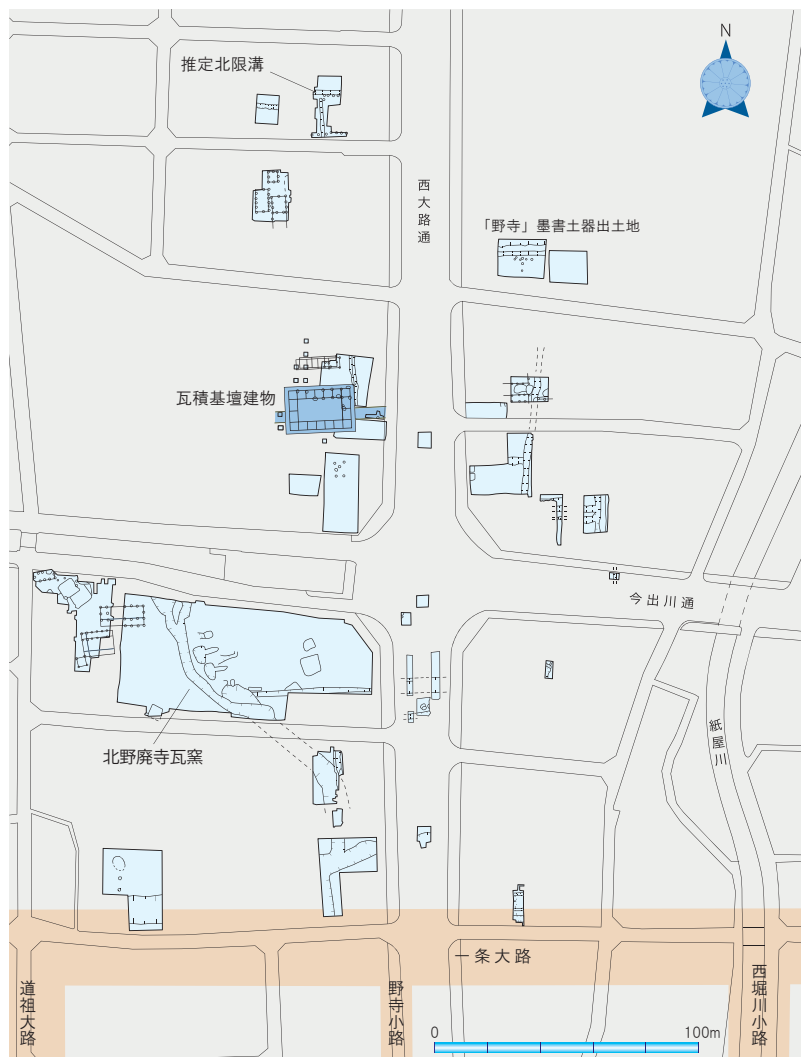 N
推定北限溝
西大路通
「野寺」墨書土器出土地
瓦積基壇建物
今出川通
紙屋川
北野廃寺瓦窯
一条大路
道祖大路
野寺小路
西堀川小路
0 100m